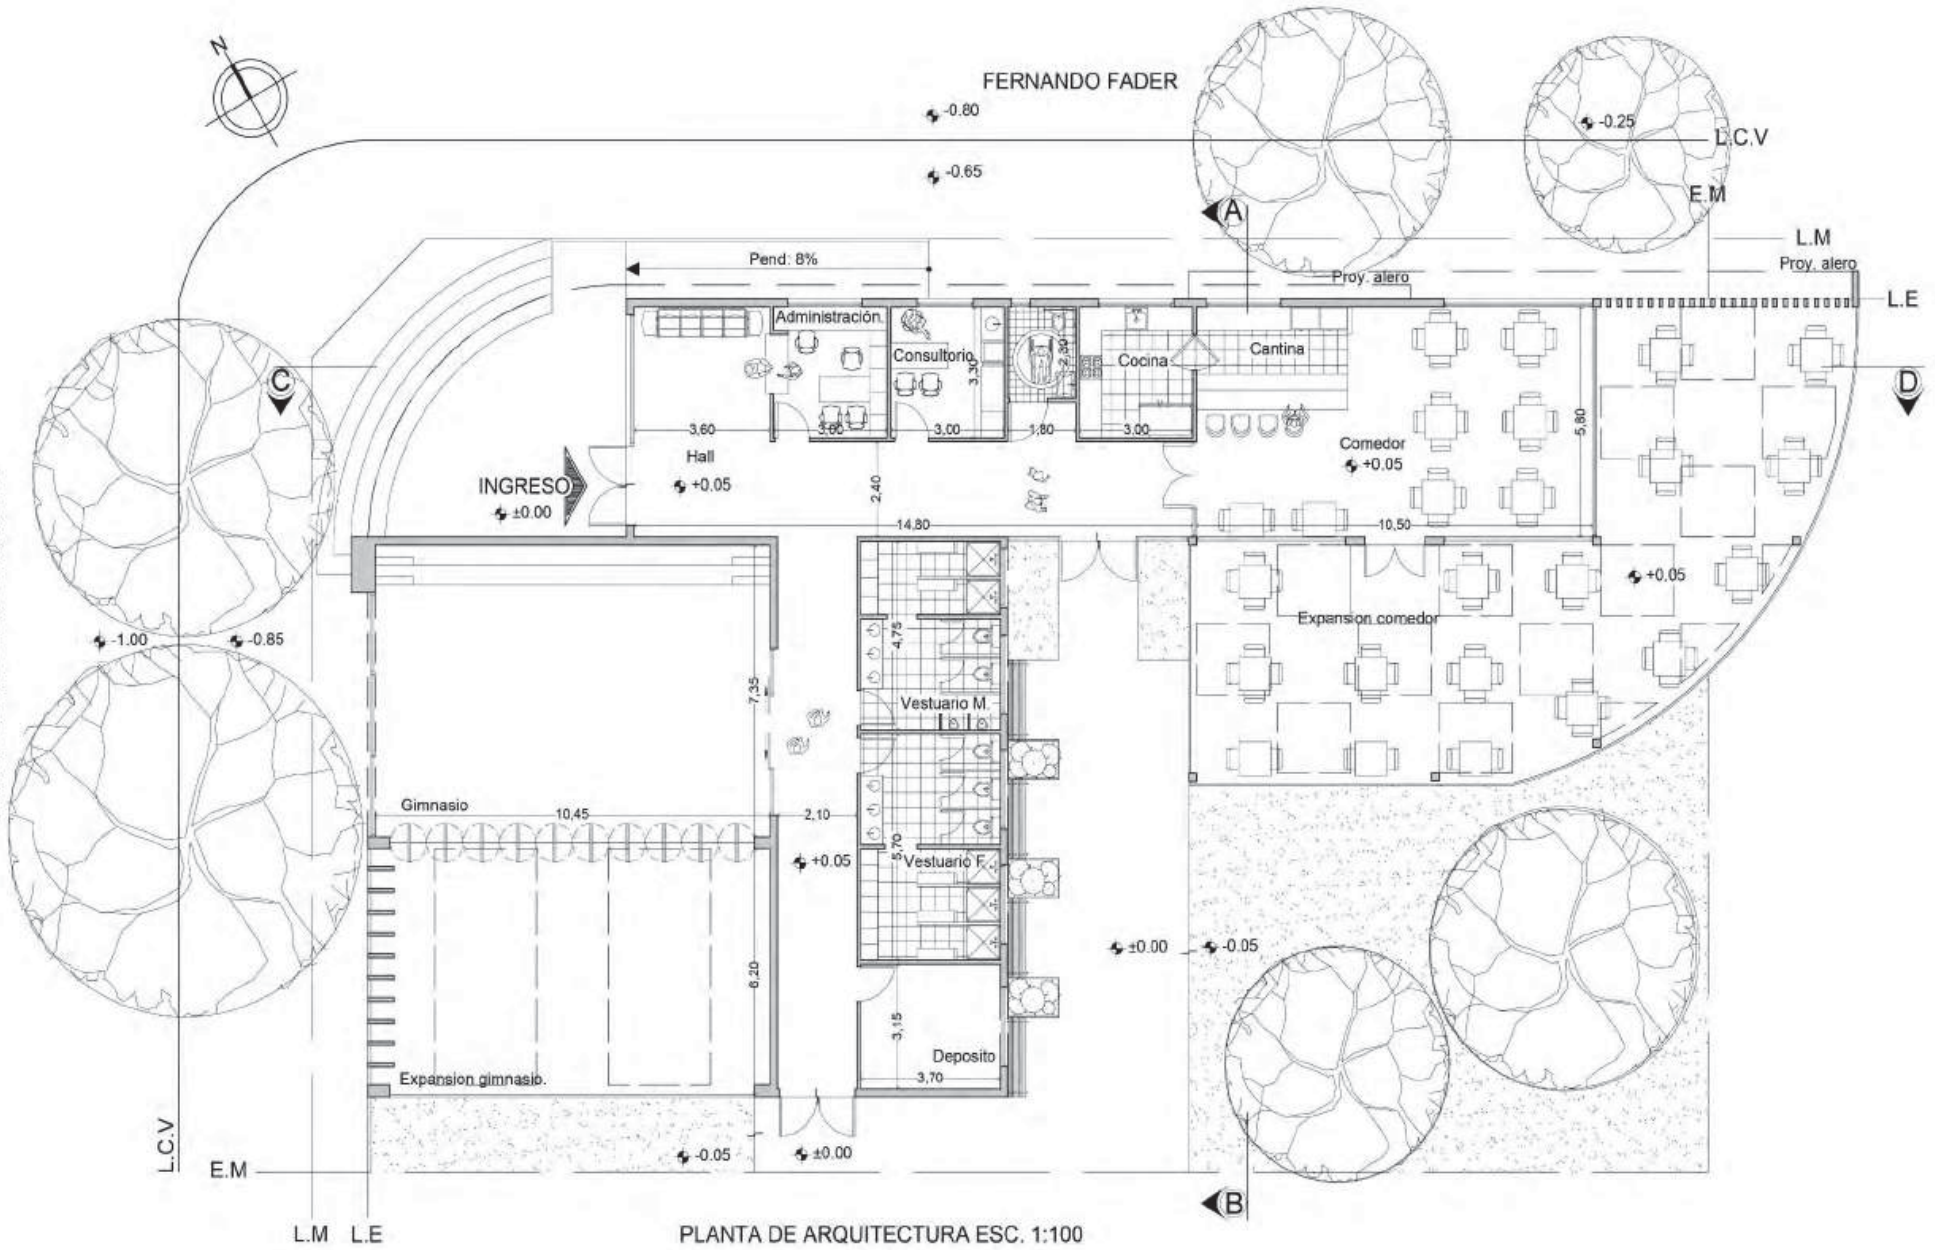 N
FERNANDO FADER
-0.80
-0.25
L.C.V
-0.65
E.M
A
L.M
Pend: 8%
Proy. alero
Proy. alero
L.E
Administración.
Consultorio
Cocina
Cantina
2,30
3,30
C
D
3,60
3,00
3,00
1,80
3,00
5,80
Hall
Comedor
+0.05
+0.05
INGRESO
±0.00
2,40
14,80
10,50
+0,05
Expansion comedor
-1.00
-0.85
4,75
7,35
Vestuario M.
Gimnasio
10,45
2,10
+0.05
5,70
Vestuario F.
±0.00
-0.05
6,20
3,15
Deposito
3,70
Expansion gimnasio.
L.C.V
-0.05
±0.00
E.M
B
L.M
L.E
PLANTA DE ARQUITECTURA ESC. 1:100